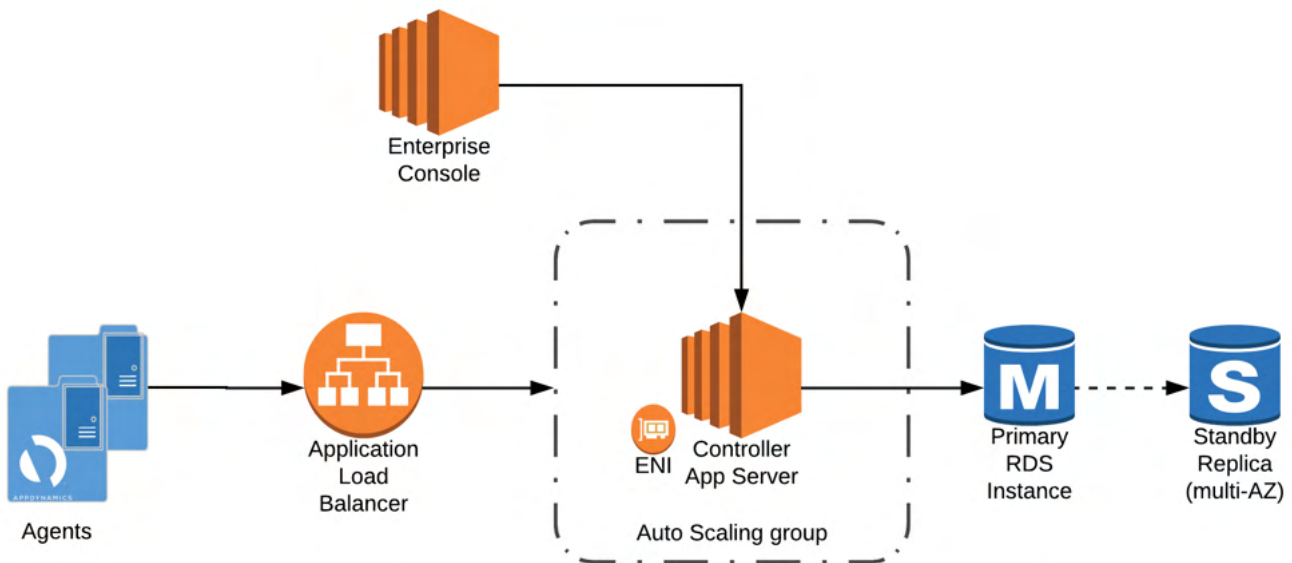 Enterprise
Console
APPDYNAMICS
Agents
Application
Load
Balancer
ENI
Controller
App Server
Auto Scaling group
M
Primary
RDS
Instance
S
Standby
Replica
(multi-AZ)